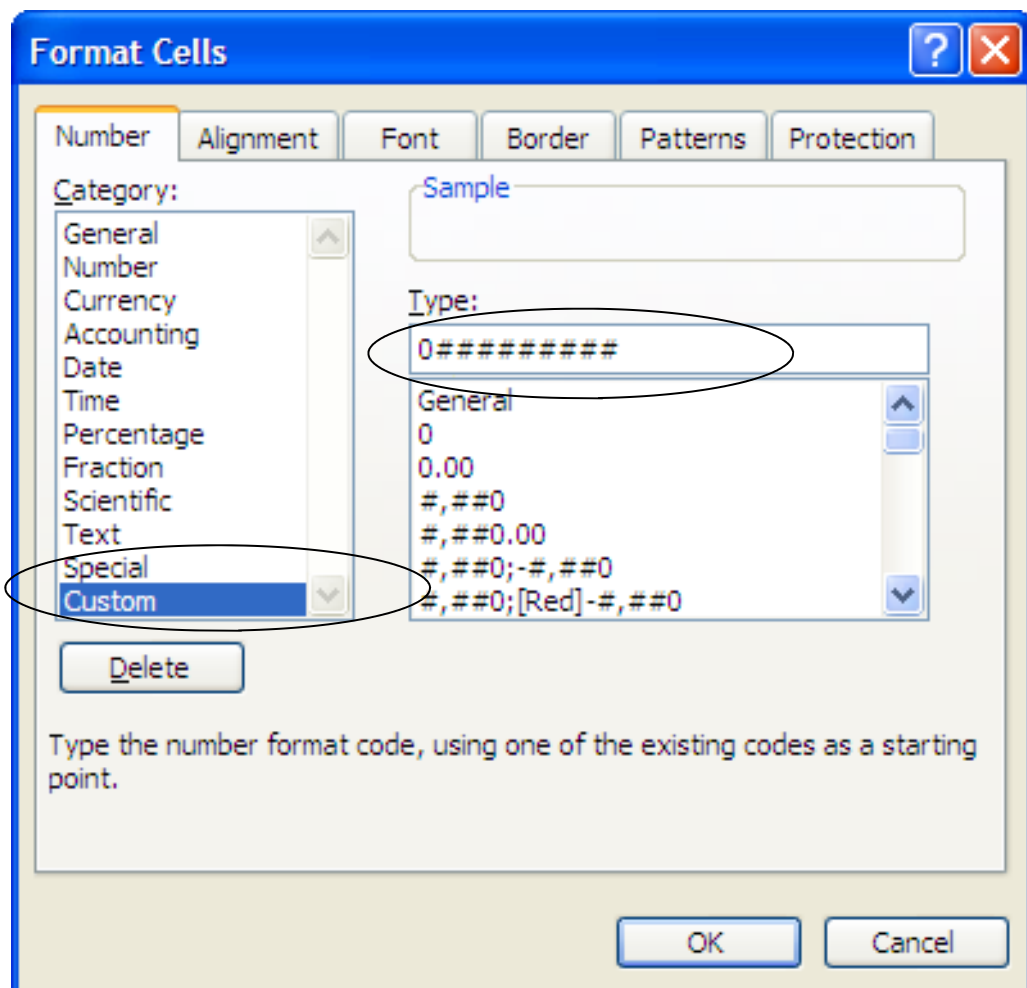 Format Cells
Number Alignment Font Border Patterns Protection
Category:
General
Number
Currency
Accounting
Date
Time
Percentage
Fraction
Scientific
Text
Special
Custom
Delete
Sample
Type:
0#########
General
0
0.00
#,##0
#,##0.00
#,##0;-#,##0
#,##0;[Red]-#,##0
Type the number format code, using one of the existing codes as a starting
point.
OK Cancel